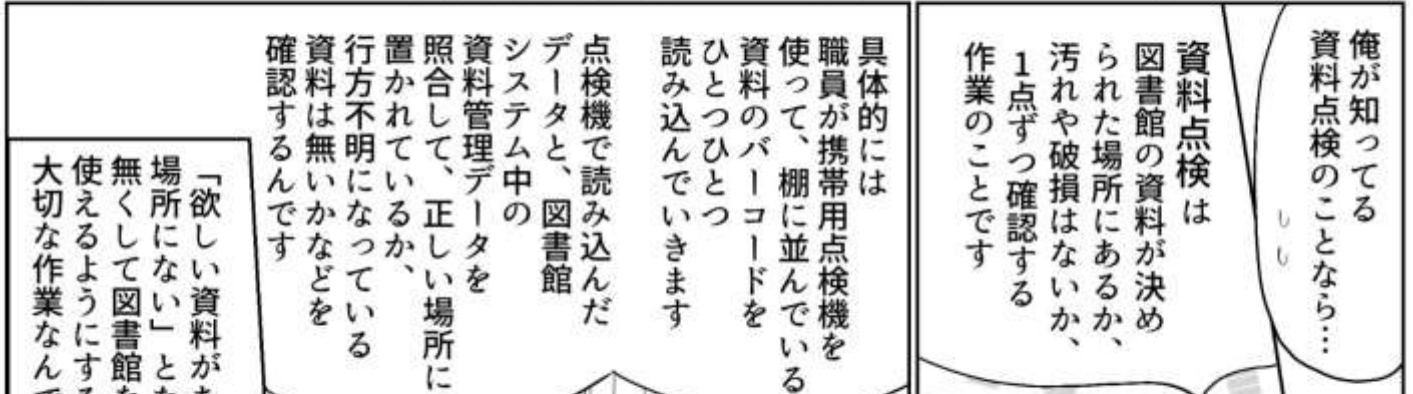 俺が知ってる
資料点検のことなら…
資料点検は
図書館の資料が決め
られた場所にあるか、
汚れや破損はないか、
1点ずつ確認する
作業のことです
具体的には
職員が携帯用点検機を
使って、棚に並んでいる
資料のバーコードを
ひとつひとつ
読み込んでいきます
点検機で読み込んだ
データと、図書館
システム中の
資料管理データを
照合して、正しい場所に
置かれているか、
行方不明になっている
資料は無いかなどを
確認するんです
「欲しい資料が
場所にない」と
無くして図書館
使えるようにす
大切な作業なん